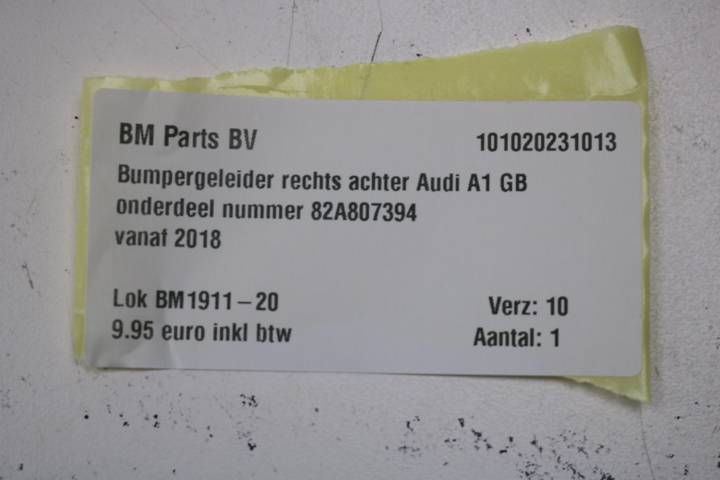 BM Parts BV 101020231013
Bumpergeleider rechts achter Audi A1 GB
onderdeel nummer 82A807394
vanaf 2018
Lok BM1911-20 Verz: 10
9.95 euro inkl btw Aantal: 1